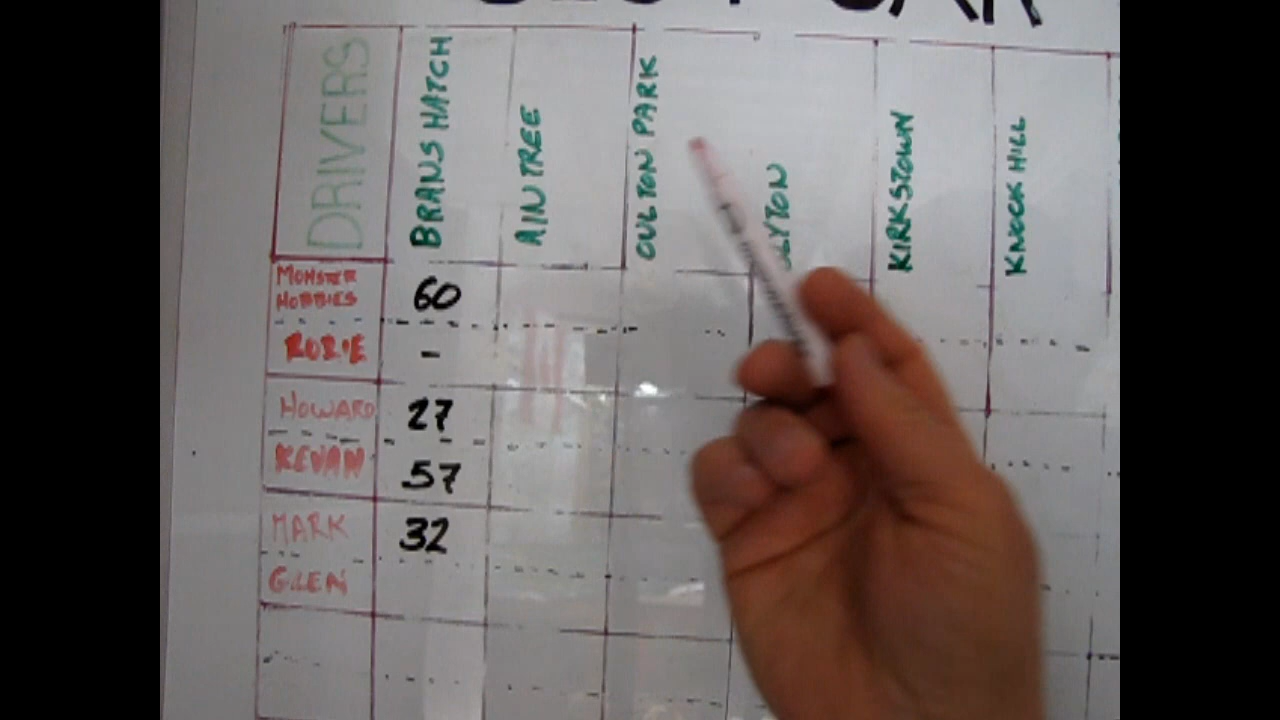 DRIVERS
BRANS HATCH
AINTREE
OULTON PARK
KIRKSTOWN
KNOCK HILL
MONSTER
HOBBIES
60
ROBIE
-
HOWARD
27
KEVAN
57
MARK
32
GLEN